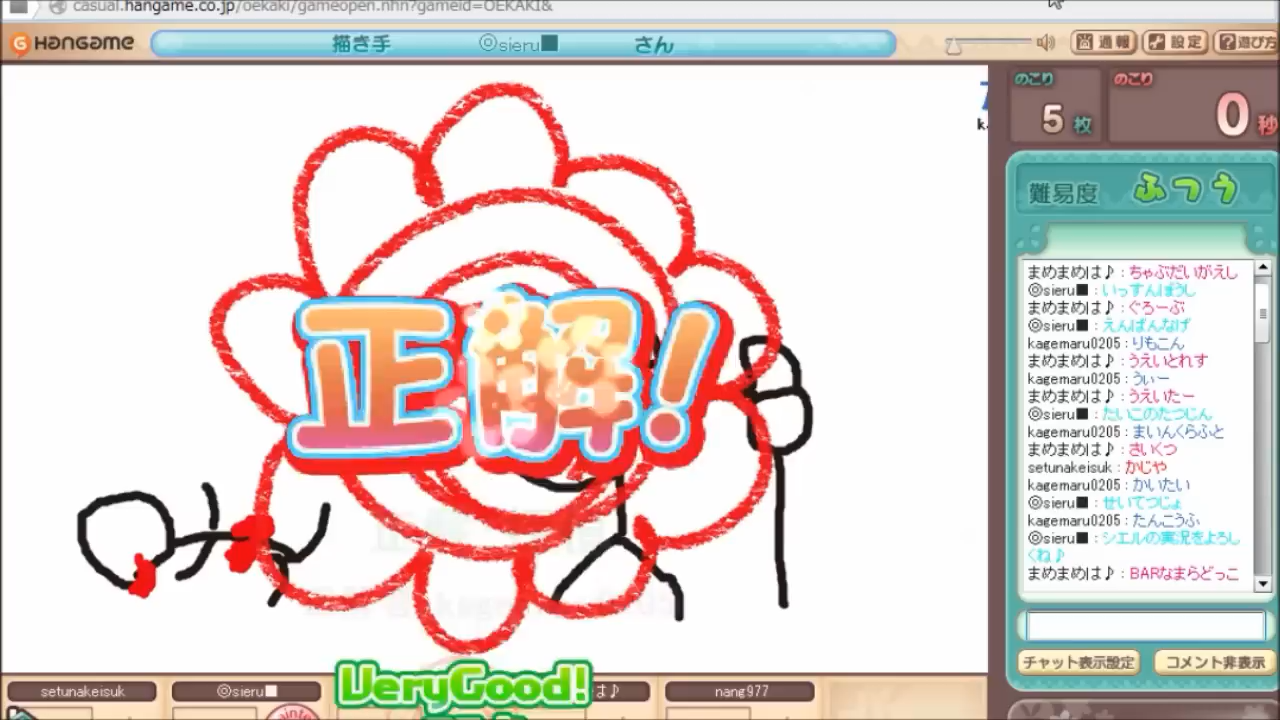 casual.hangame.co.jp/oekaki/gameopen.nhn?gameid=OEKAKI&
HANGAME
描き手 ◎sieru■ さん
通報
設定
遊び方
のこり
5枚
のこり
0秒
難易度 ふつう
まめまめは♪：ちゃぶだいがえし
◎sieru■：いっすんぼうし
まめまめは♪：ぐろーぶ
◎sieru■：えんばんなげ
kagemaru0205：りもこん
まめまめは♪：うえいとれす
kagemaru0205：うぃー
まめまめは♪：うえいたー
◎sieru■：たいこのたつじん
kagemaru0205：まいんくらふと
まめまめは♪：さいくつ
setunakeisuk：かじや
kagemaru0205：かいたい
◎sieru■：せいてつじょ
kagemaru0205：たんこうふ
◎sieru■：シエルの実況をよろし
くね♪
まめまめは♪：BARなまらどっこ
正解!
チャット表示設定
コメント非表示
VeryGood!
setunakeisuk
◎sieru■
は♪
nang977